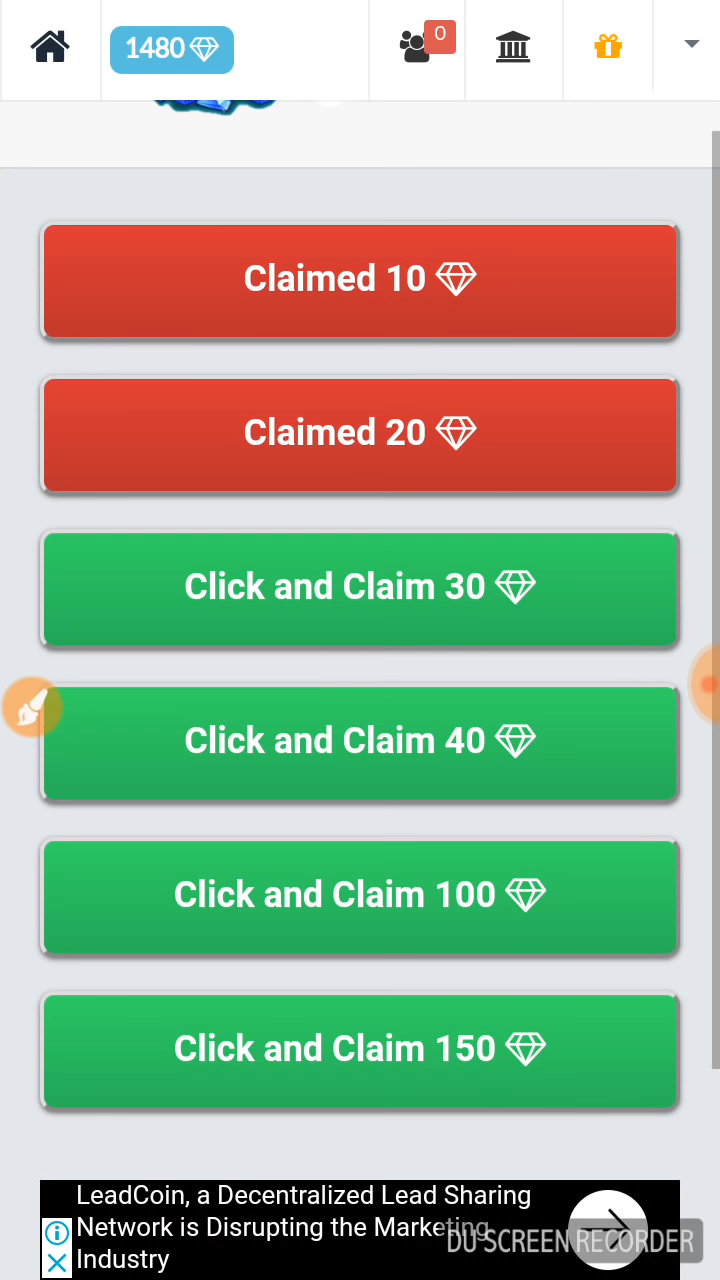 1480
0
Claimed 10
Claimed 20
Click and Claim 30
Click and Claim 40
Click and Claim 100
Click and Claim 150
LeadCoin, a Decentralized Lead Sharing
Network is Disrupting the Marketing
Industry
DU SCREEN RECORDER